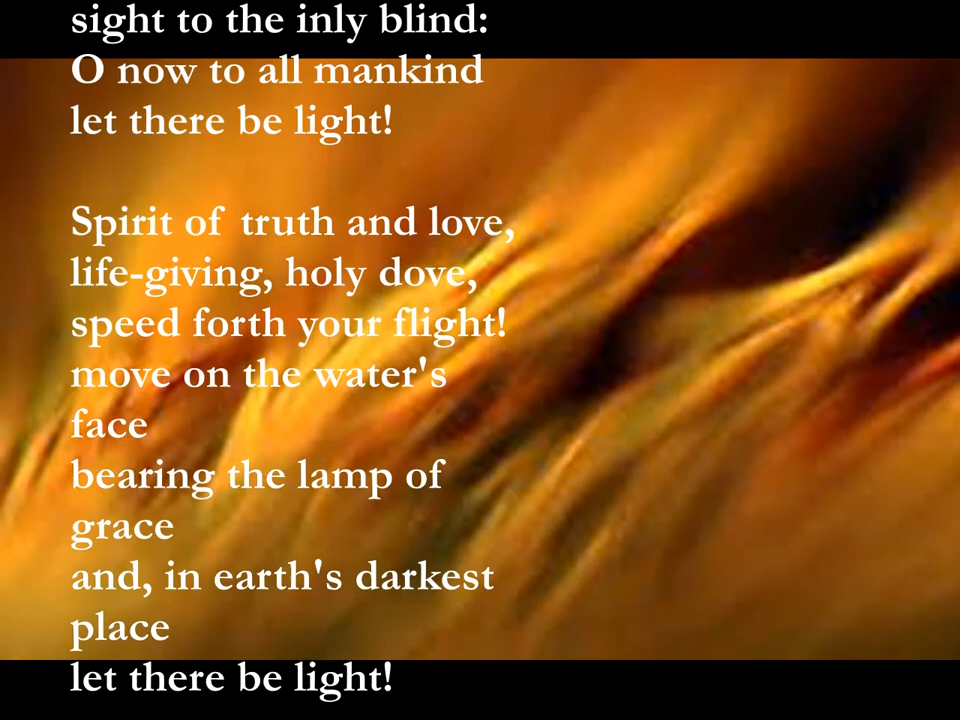 sight to the inly blind:
O now to all mankind
let there be light!
Spirit of truth and love,
life-giving, holy dove,
speed forth your flight!
move on the water's
face
bearing the lamp of
grace
and, in earth's darkest
place
let there be light!